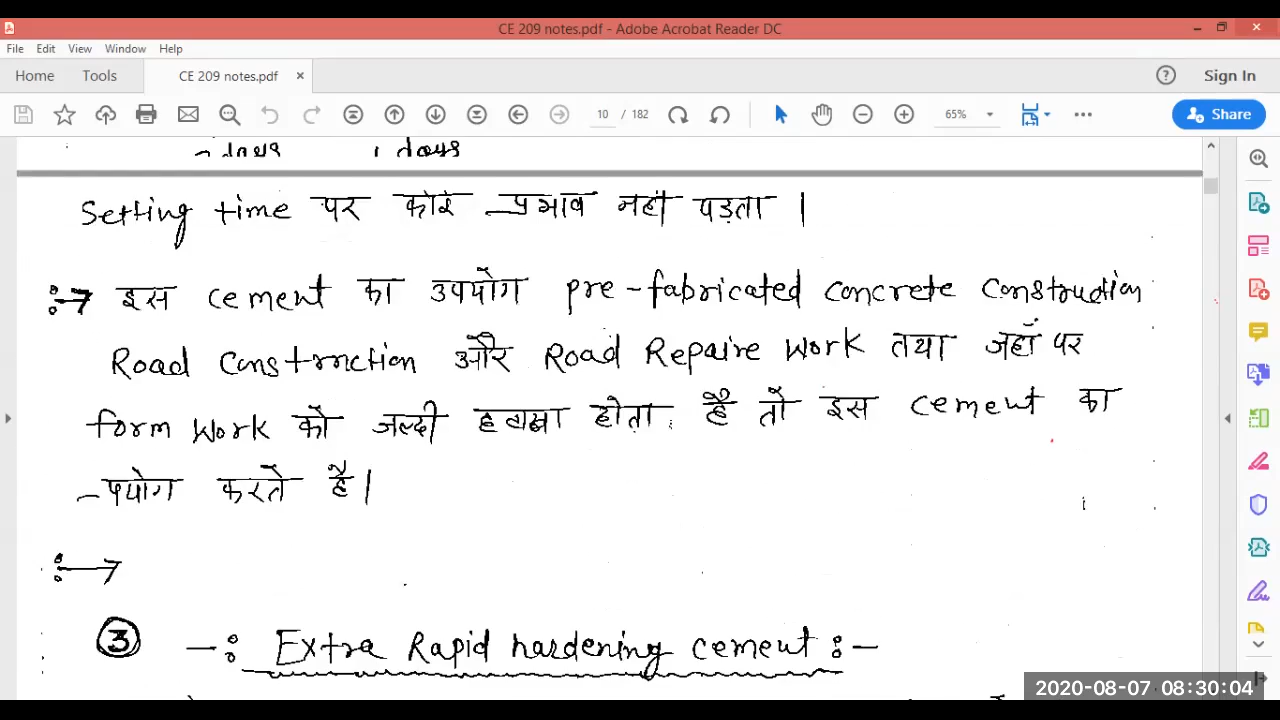 CE 209 notes.pdf - Adobe Acrobat Reader DC
File Edit View Window Help
Home Tools CE 209 notes.pdf × Sign In
10 / 182 65% Share
days days
Setting time पर कोई प्रभाव नहीं पड़ता |
इस cement का उपयोग pre-fabricated concrete construction
Road construction और Road Repaire work तथा जहाँ पर
form work को जल्दी होता है तो इस cement का
प्रयोग करते है |
3 -: Extra Rapid hardening cement :-
2020-08-07 08:30:04